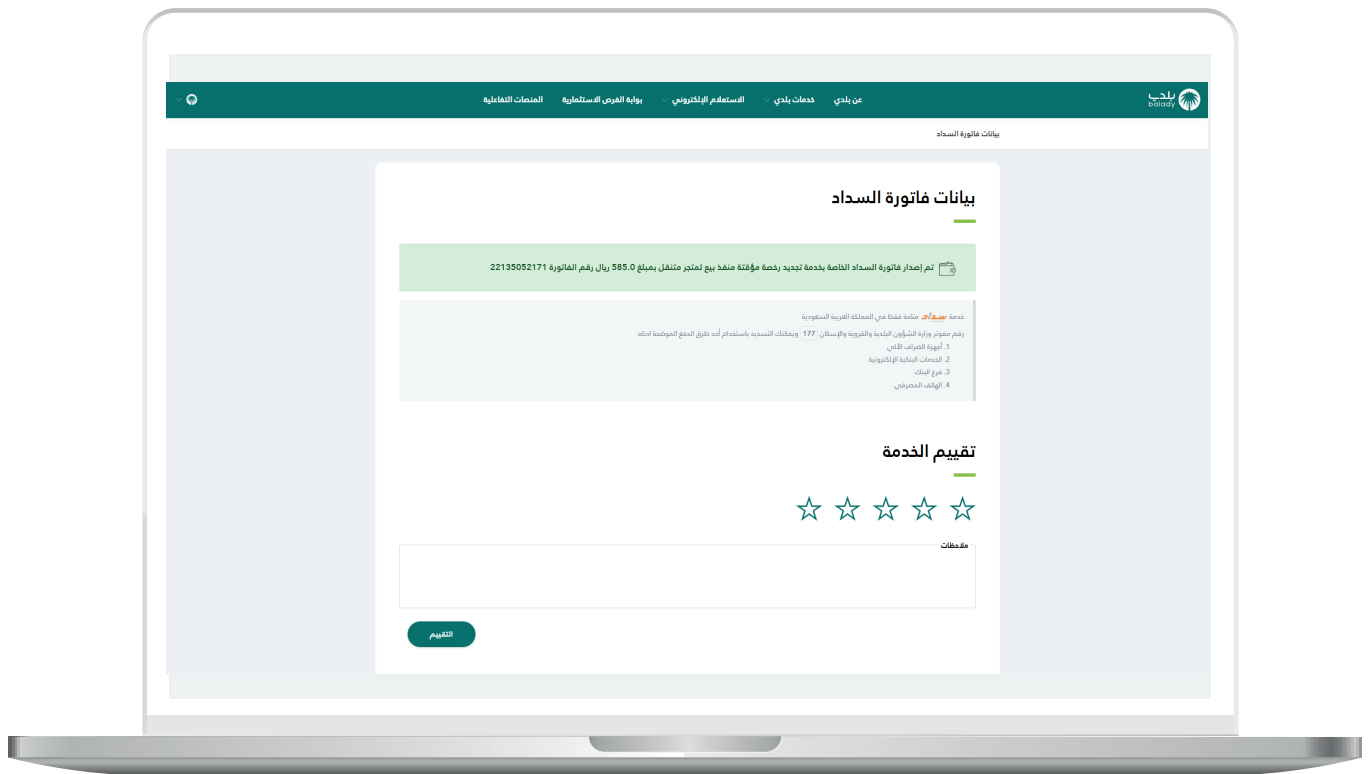 بلدي
balady
عن بلدي
خدمات بلدي
الاستعلام الإلكتروني
بوابة الفرص الاستثمارية
المنصات التفاعلية
بيانات فاتورة السداد
بيانات فاتورة السداد
تم إصدار فاتورة السداد الخاصة بخدمة تجديد رخصة مؤقتة منفذ بيع لمتجر متنقل بمبلغ 585.0 ريال رقم الفاتورة 22135052171
خدمة سداد متاحة فقط في المملكة العربية السعودية
رقم مفوتر وزارة الشؤون البلدية والقروية والإسكان 177 ويمكنك التسديد باستخدام أحد طرق الدفع الموضحة ادناه:
1. أجهزة الصراف الآلي
2. الخدمات البنكية الإلكترونية
3. فرع البنك
4. الهاتف المصرفي
تقييم الخدمة
ملاحظات
التقييم